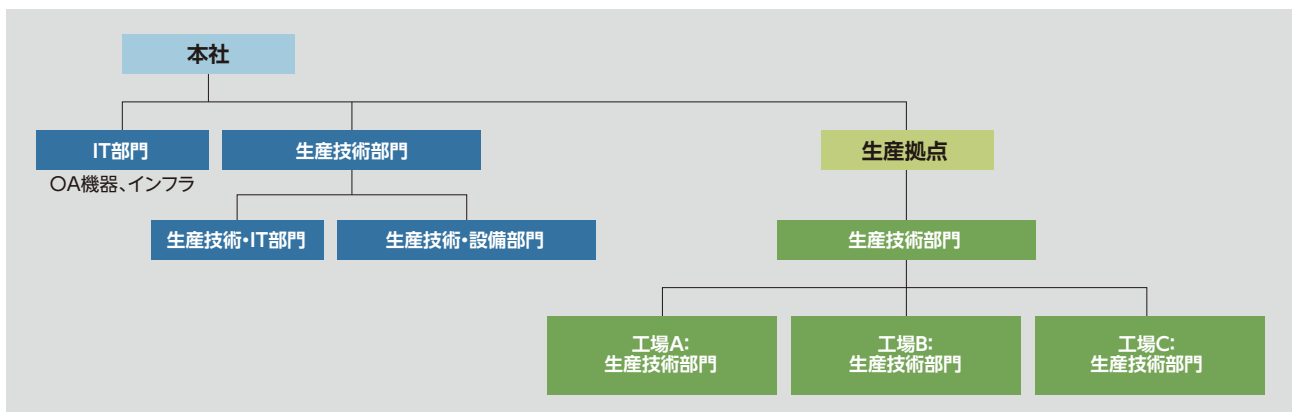 本社
IT部門
生産技術部門
生産拠点
OA機器、インフラ
生産技術・IT部門
生産技術・設備部門
生産技術部門
工場A:
生産技術部門
工場B:
生産技術部門
工場C:
生産技術部門